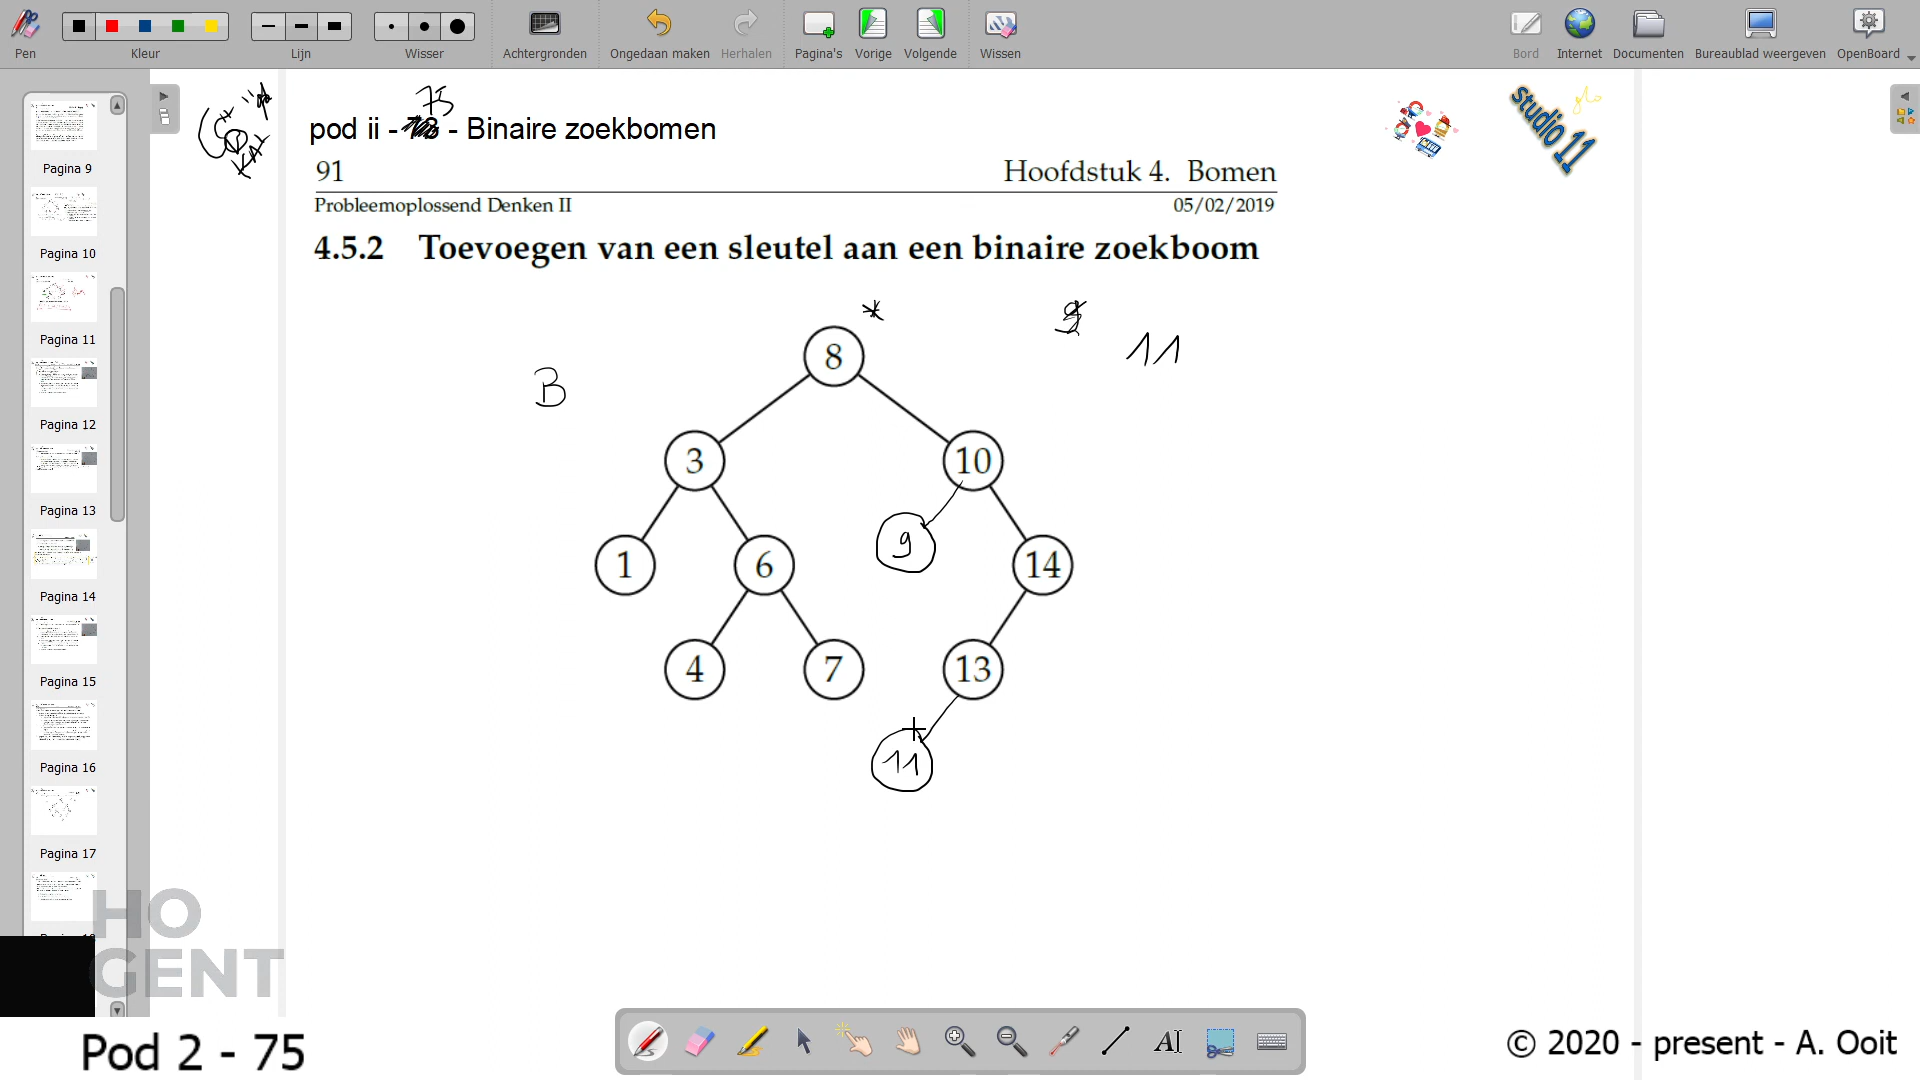 Pen
Kleur
Lijn
Wisser
Achtergronden
Ongedaan maken
Herhalen
Pagina's
Vorige
Volgende
Wissen
Bord
Internet
Documenten
Bureaublad weergeven
OpenBoard
Pagina 9
Pagina 10
Pagina 11
Pagina 12
Pagina 13
Pagina 14
Pagina 15
Pagina 16
Pagina 17
75
pod ii - - Binaire zoekbomen
studio 11
91 Hoofdstuk 4. Bomen
Probleemoplossend Denken II 05/02/2019
4.5.2 Toevoegen van een sleutel aan een binaire zoekboom
*
9
11
8
B
3
10
9
1
6
14
4
7
13
11
HO
GENT
Pod 2 - 75
© 2020 - present - A. Ooit